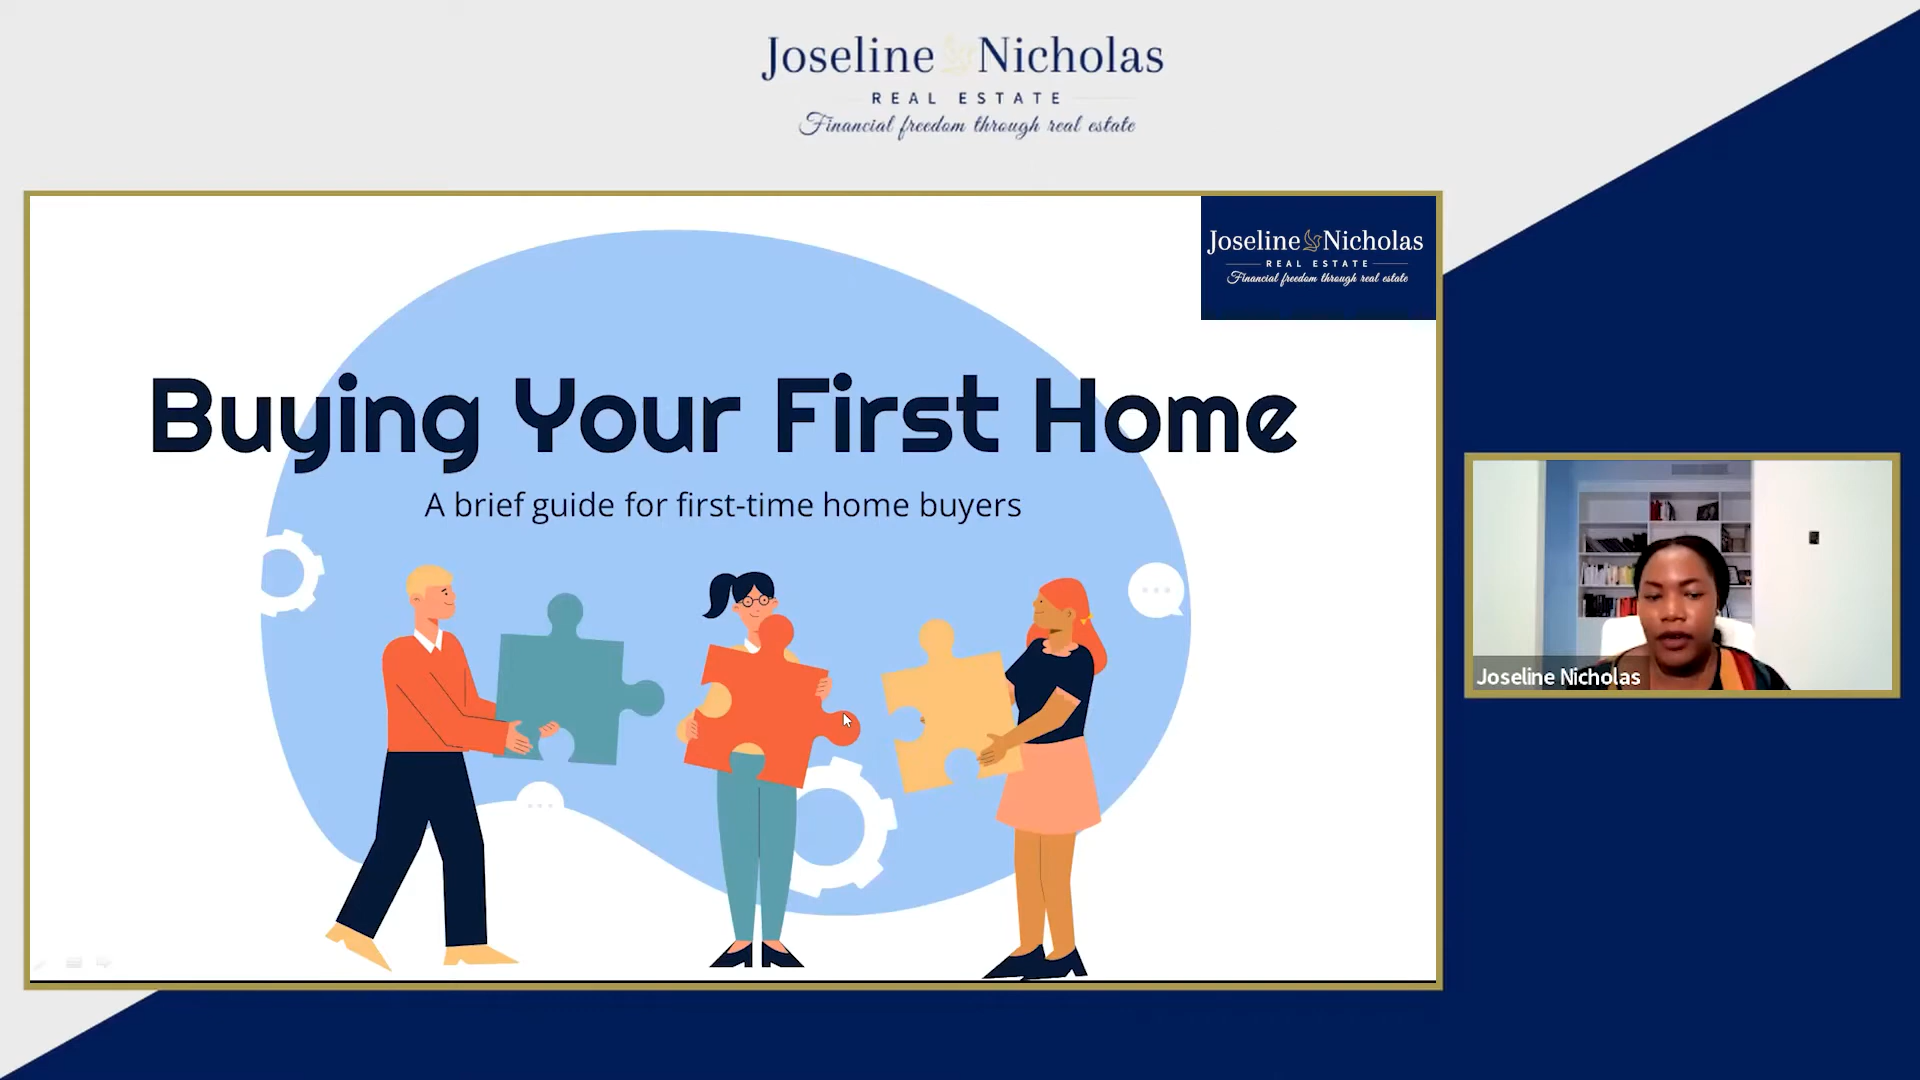 Joseline Nicholas
REAL ESTATE
Financial freedom through real estate
Joseline Nicholas
REAL ESTATE
Financial freedom through real estate
Buying Your First Home
A brief guide for first-time home buyers
Joseline Nicholas